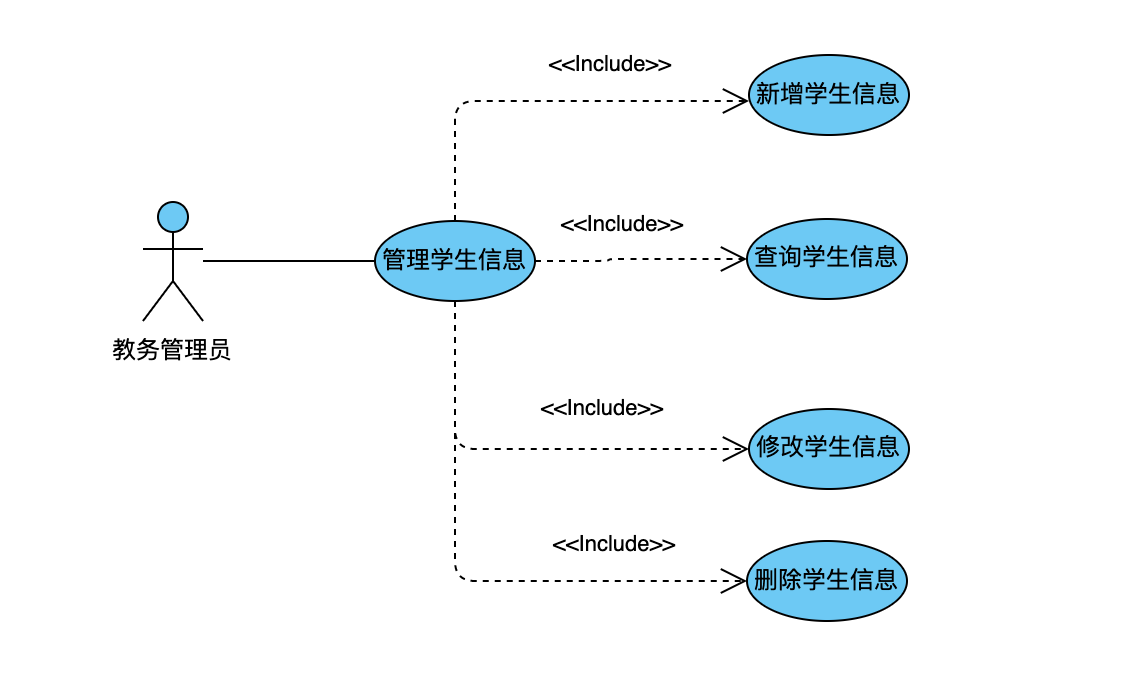 <<Include>>
新增学生信息
<<Include>>
管理学生信息
查询学生信息
教务管理员
<<Include>>
修改学生信息
<<Include>>
删除学生信息